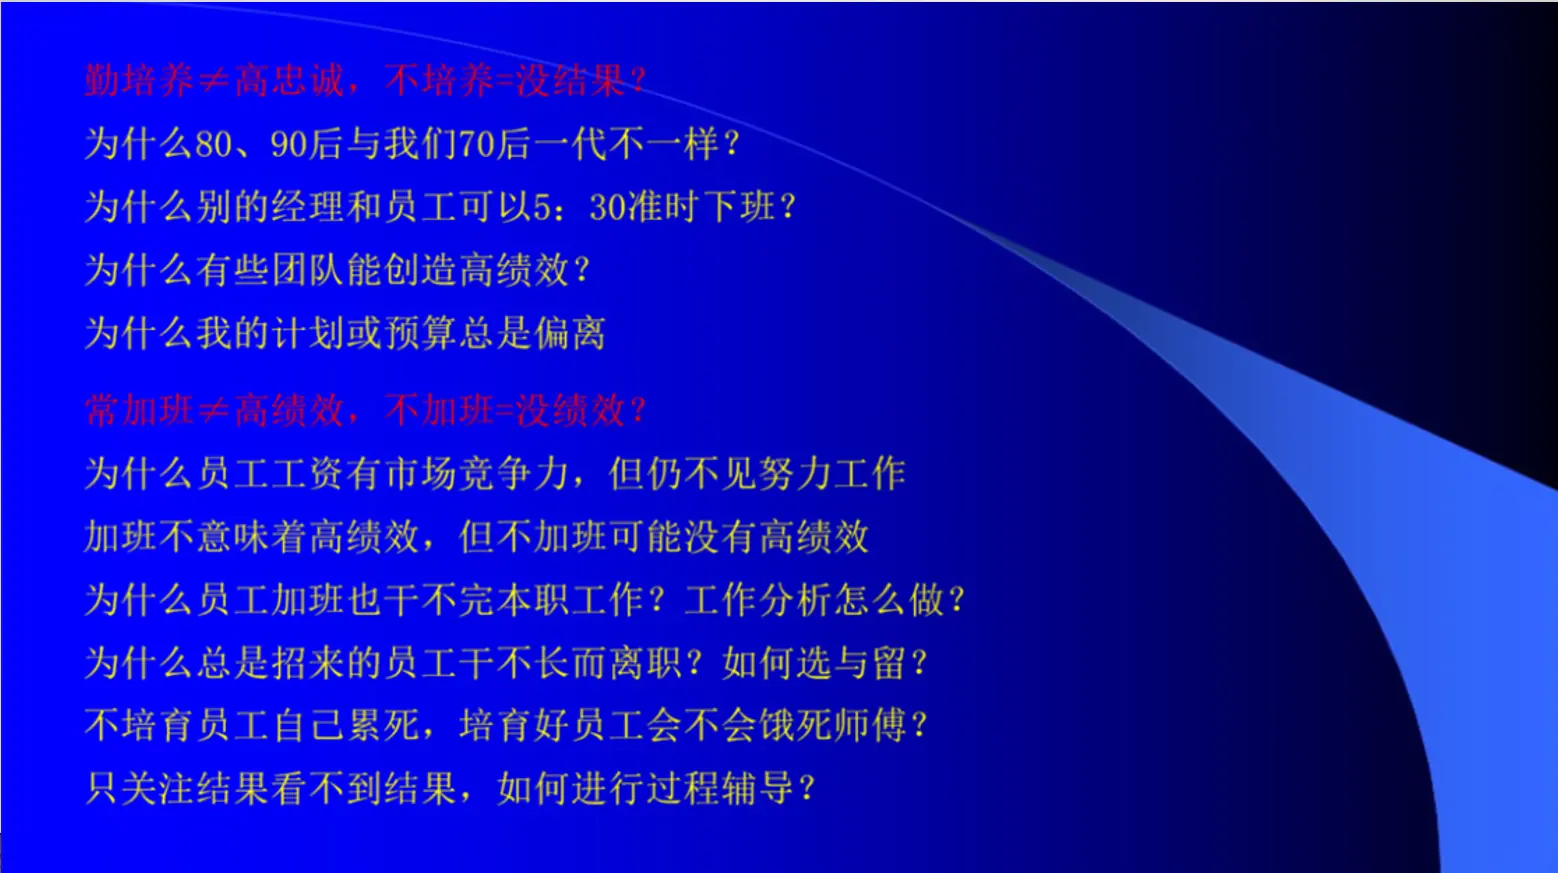 勤培养≠高忠诚，不培养=没结果？
为什么80、90后与我们70后一代不一样？
为什么别的经理和员工可以5：30准时下班？
为什么有些团队能创造高绩效？
为什么我的计划或预算总是偏离
常加班≠高绩效，不加班=没绩效？
为什么员工工资有市场竞争力，但仍不见努力工作
加班不意味着高绩效，但不加班可能没有高绩效
为什么员工加班也干不完本职工作？工作分析怎么做？
为什么总是招来的员工干不长而离职？如何选与留？
不培育员工自己累死，培育好员工会不会饿死师傅？
只关注结果看不到结果，如何进行过程辅导？